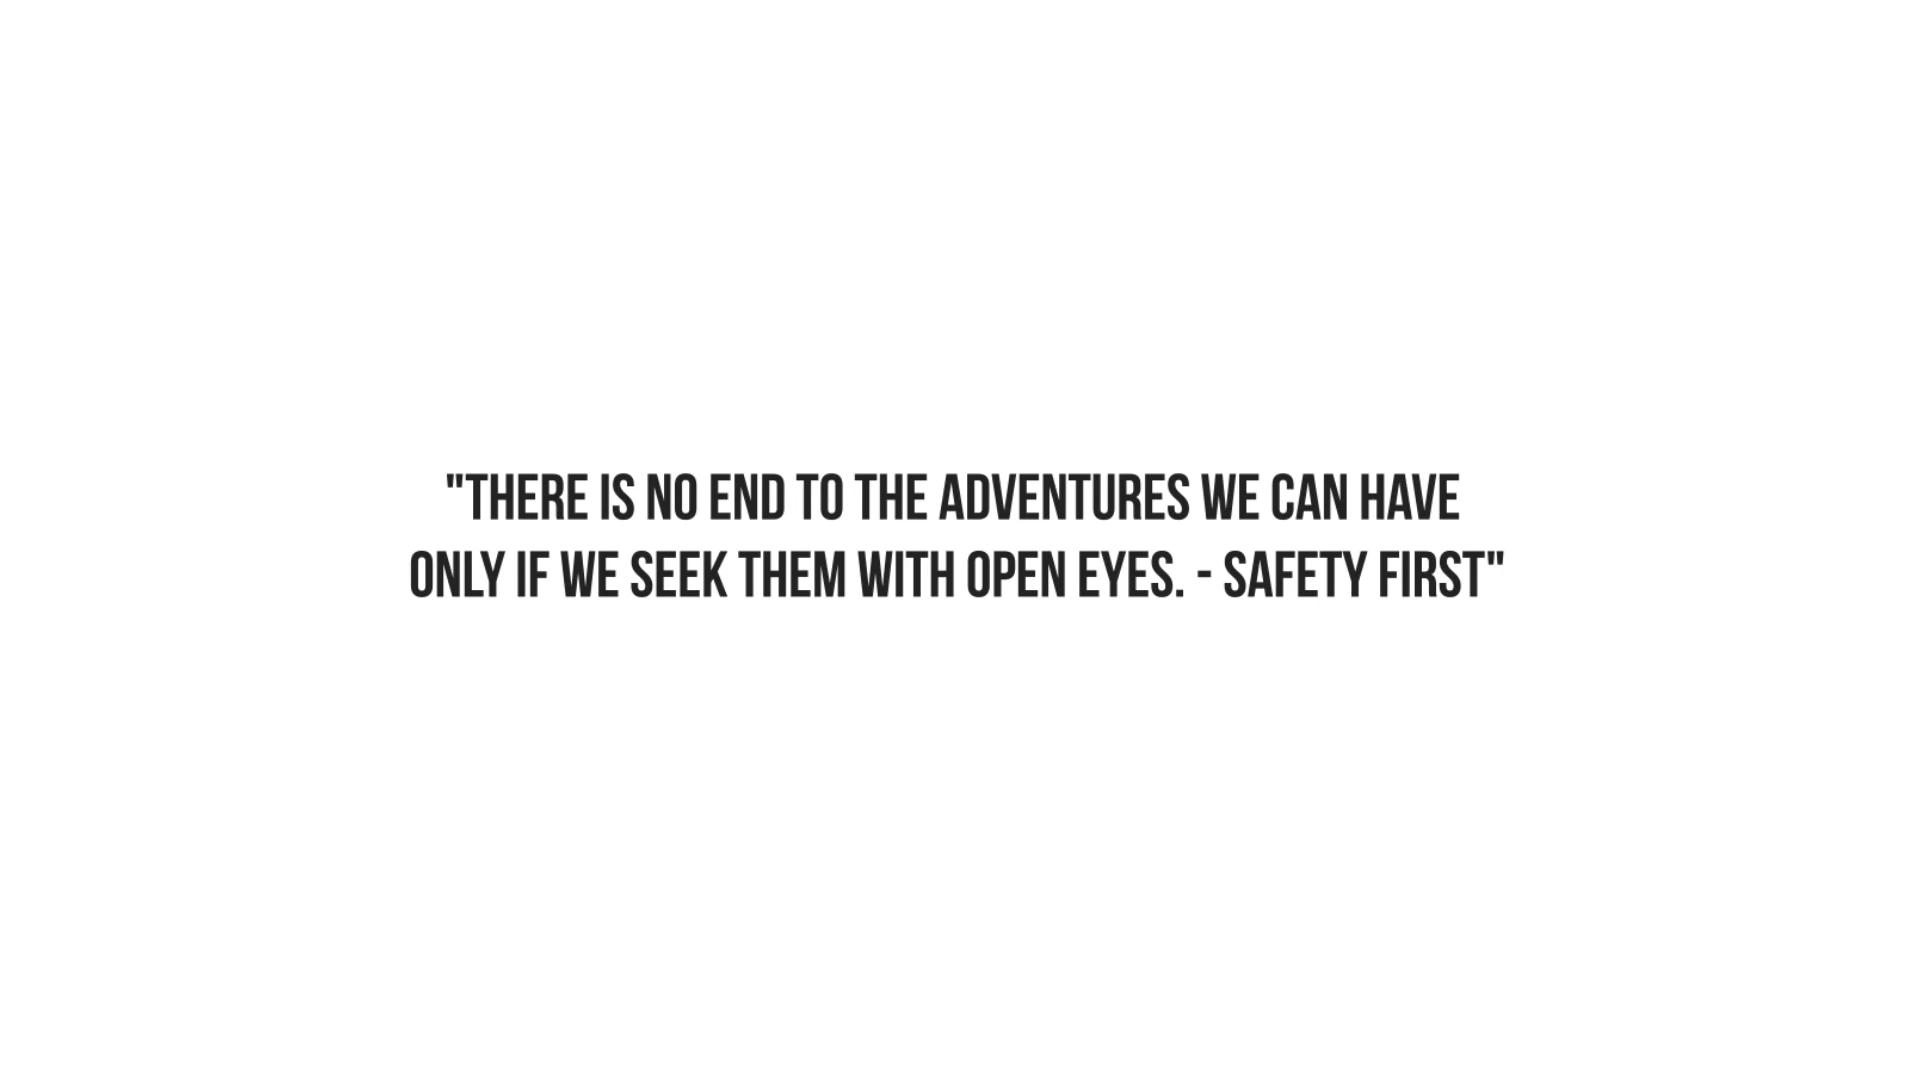 "THERE IS NO END TO THE ADVENTURES WE CAN HAVE
ONLY IF WE SEEK THEM WITH OPEN EYES. - SAFETY FIRST"